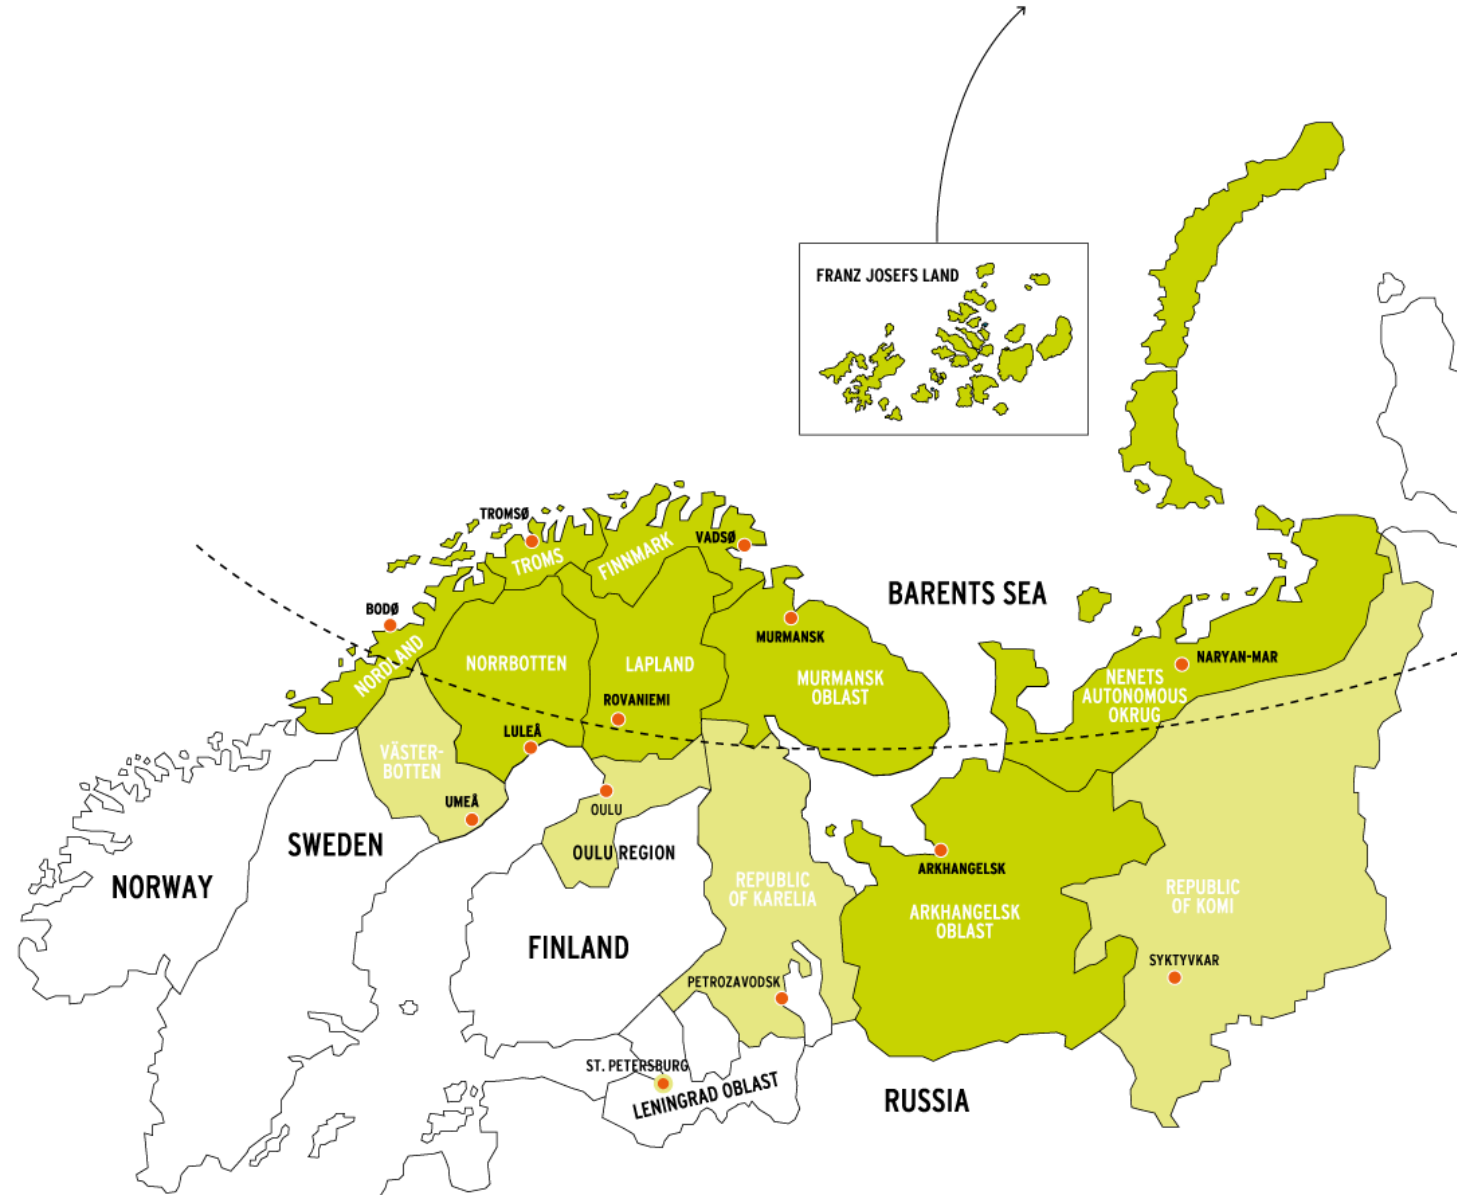 FRANZ JOSEFS LAND
TROMSØ
TROMS
FINNMARK
VADSØ
BARENTS SEA
BODØ
NORDLAND
NORRBOTTEN
LAPLAND
MURMANSK
MURMANSK
OBLAST
NARYAN-MAR
NENETS
AUTONOMOUS
OKRUG
ROVANIEMI
LULEÅ
VÄSTER-
BOTTEN
UMEÅ
OULU
OULU REGION
SWEDEN
NORWAY
FINLAND
REPUBLIC
OF KARELIA
ARKHANGELSK
ARKHANGELSK
OBLAST
REPUBLIC
OF KOMI
SYKTYVKAR
PETROZAVODSK
ST. PETERSBURG
LENINGRAD OBLAST
RUSSIA